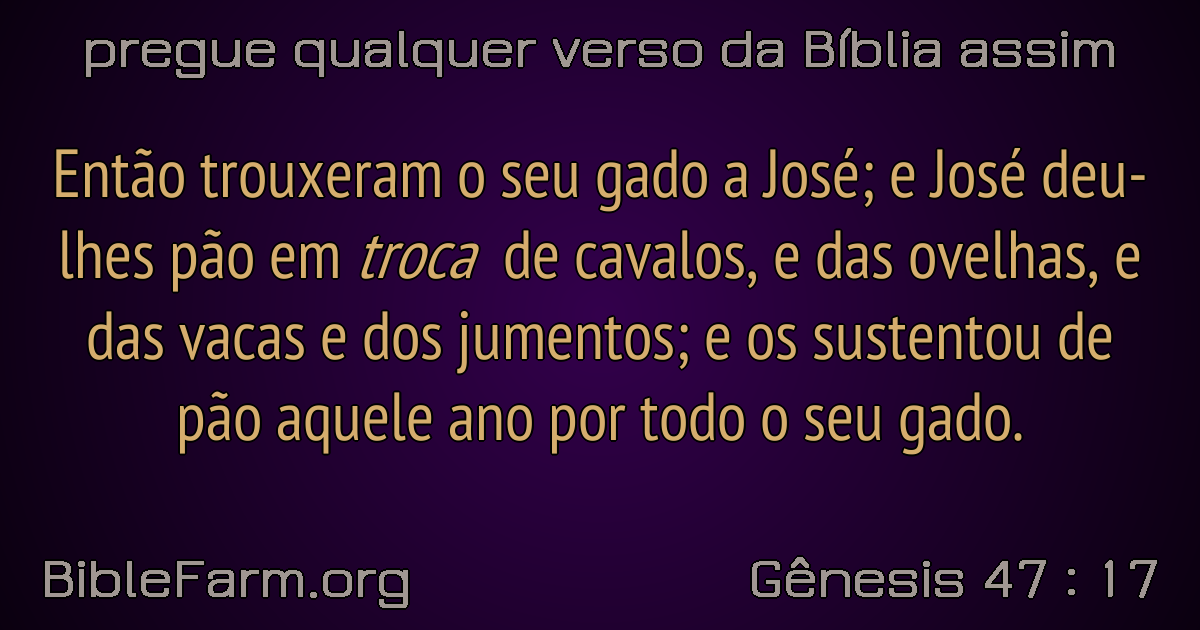 pregue qualquer verso da Bíblia assim
Então trouxeram o seu gado a José; e José deu-
lhes pão em troca de cavalos, e das ovelhas, e
das vacas e dos jumentos; e os sustentou de
pão aquele ano por todo o seu gado.
BibleFarm.org
Gênesis 47 : 17